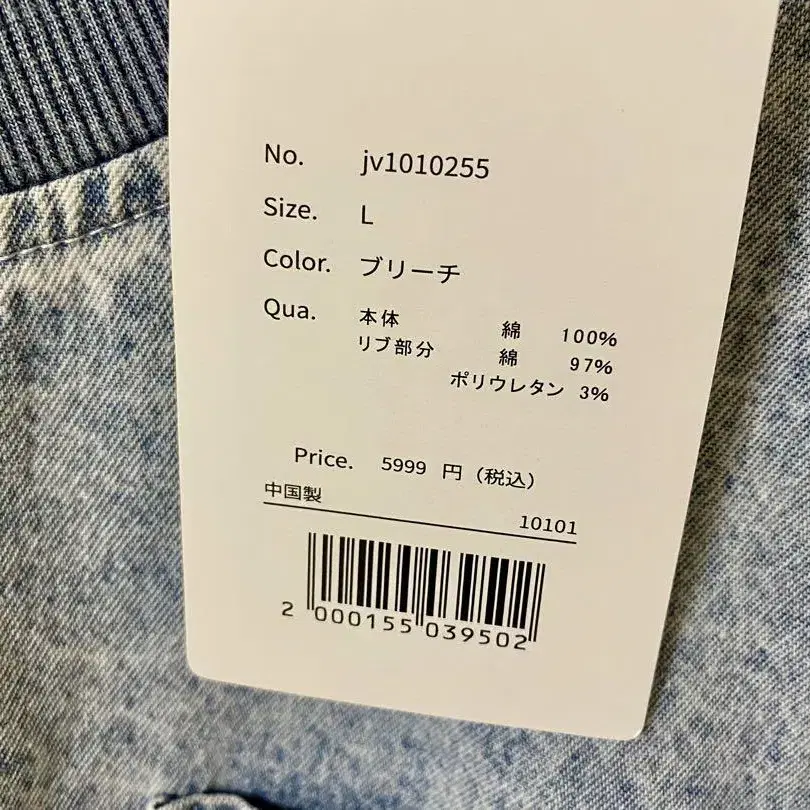 No. jv1010255
Size. L
Color. ブリーチ
Qua. 本体 綿 100%
リブ部分 綿 97%
ポリウレタン 3%
Price. 5999 円（税込）
中国製 10101
2 000155 039502